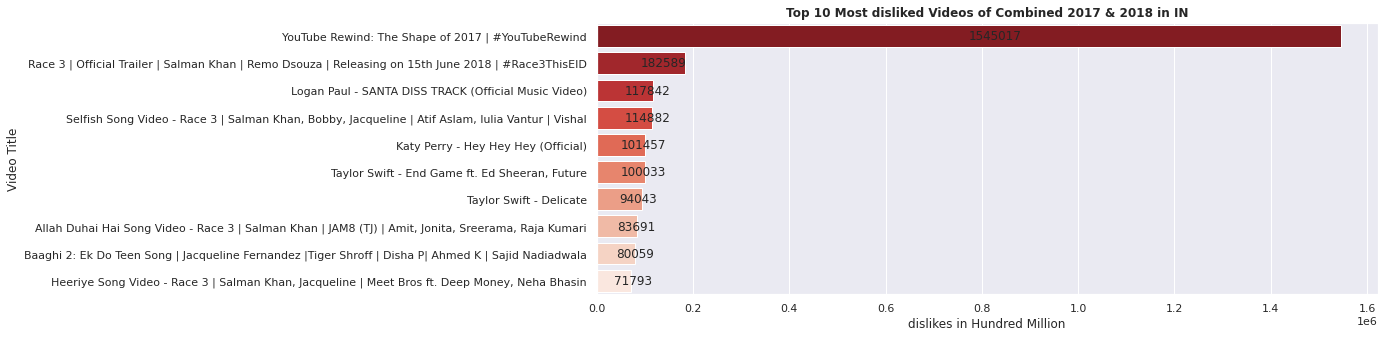 Top 10 Most disliked Videos of Combined 2017 & 2018 in IN
Video Title
YouTube Rewind: The Shape of 2017 | #YouTubeRewind 1545017
Race 3 | Official Trailer | Salman Khan | Remo Dsouza | Releasing on 15th June 2018 | #Race3ThisEID 182589
Logan Paul - SANTA DISS TRACK (Official Music Video) 117842
Selfish Song Video - Race 3 | Salman Khan, Bobby, Jacqueline | Atif Aslam, Iulia Vantur | Vishal 114882
Katy Perry - Hey Hey Hey (Official) 101457
Taylor Swift - End Game ft. Ed Sheeran, Future 100033
Taylor Swift - Delicate 94043
Allah Duhai Hai Song Video - Race 3 | Salman Khan | JAM8 (TJ) | Amit, Jonita, Sreerama, Raja Kumari 83691
Baaghi 2: Ek Do Teen Song | Jacqueline Fernandez |Tiger Shroff | Disha P| Ahmed K | Sajid Nadiadwala 80059
Heeriye Song Video - Race 3 | Salman Khan, Jacqueline | Meet Bros ft. Deep Money, Neha Bhasin 71793
0.0 0.2 0.4 0.6 0.8 1.0 1.2 1.4 1.6
1e6
dislikes in Hundred Million